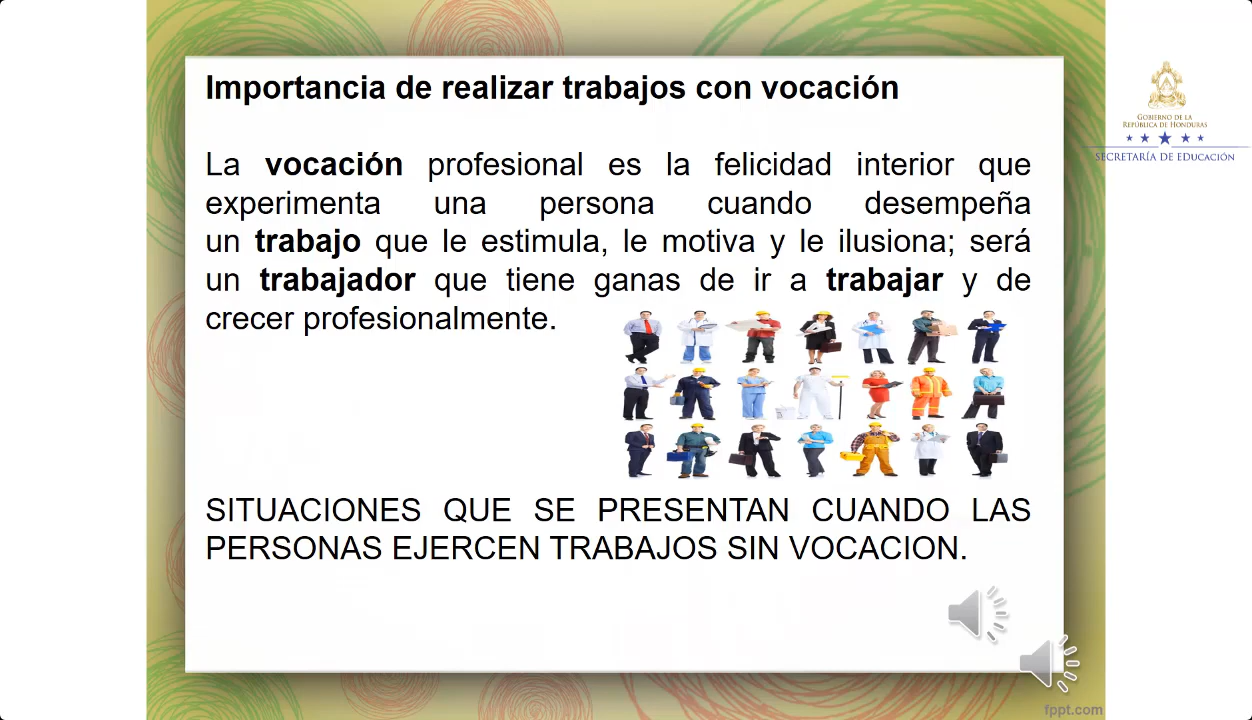 Importancia de realizar trabajos con vocación
La vocación profesional es la felicidad interior que
experimenta una persona cuando desempeña
un trabajo que le estimula, le motiva y le ilusiona; será
un trabajador que tiene ganas de ir a trabajar y de
crecer profesionalmente.
SITUACIONES QUE SE PRESENTAN CUANDO LAS
PERSONAS EJERCEN TRABAJOS SIN VOCACION.
GOBIERNO DE LA
REPÚBLICA DE HONDURAS
SECRETARÍA DE EDUCACIÓN
fppt.com